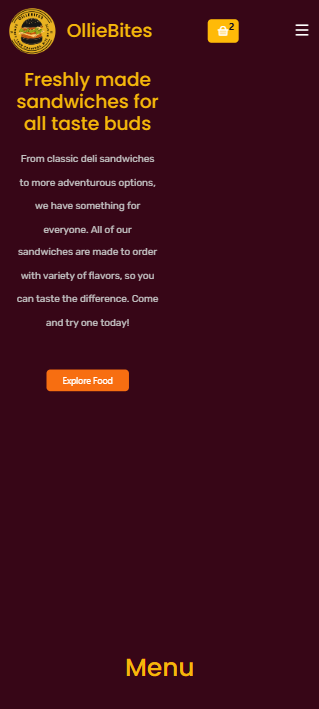 OllieBites
2
Freshly made
sandwiches for
all taste buds
From classic deli sandwiches
to more adventurous options,
we have something for
everyone. All of our
sandwiches are made to order
with variety of flavors, so you
can taste the difference. Come
and try one today!
Explore Food
Menu